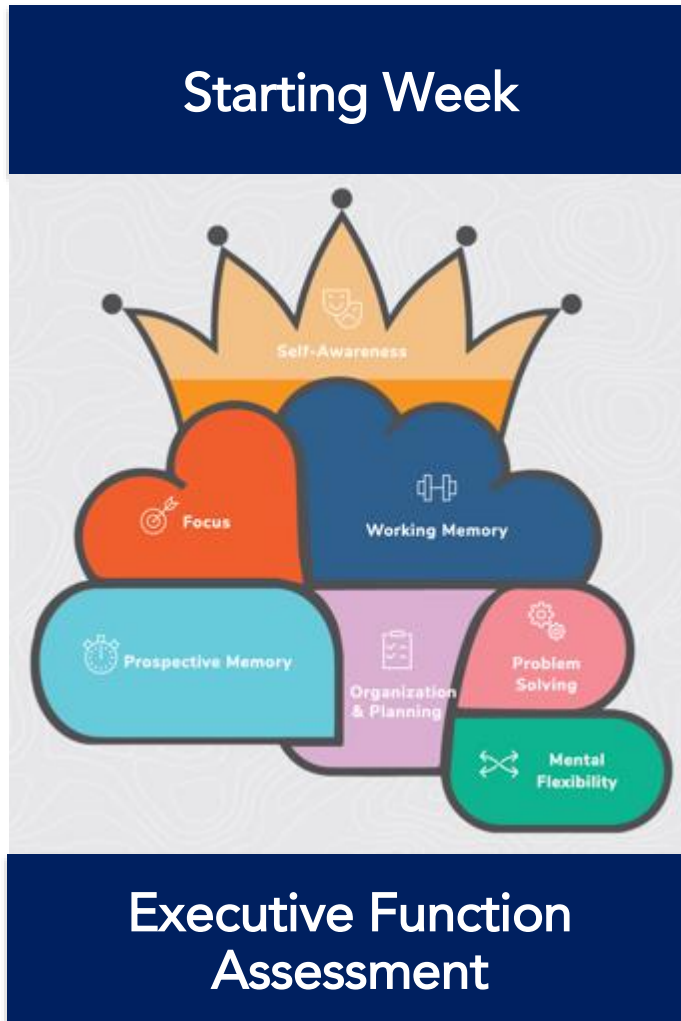 Starting Week
Self-Awareness
Focus
Working Memory
Prospective Memory
Organization
& Planning
Problem
Solving
Mental
Flexibility
Executive Function
Assessment